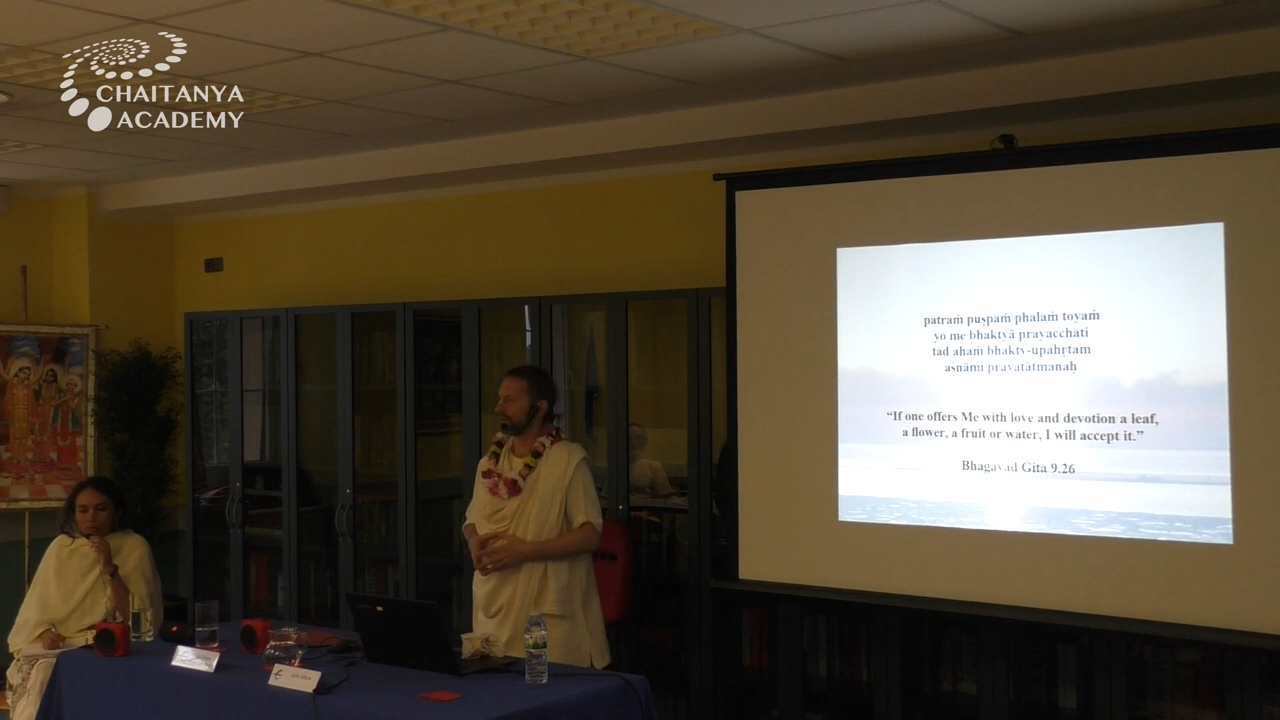 CHAITANYA
ACADEMY
patraṁ puṣpaṁ phalaṁ toyaṁ
yo me bhaktyā prayacchati
tad ahaṁ bhakty-upahṛtam
aśnāmi prayatātmanaḥ
“If one offers Me with love and devotion a leaf,
a flower, a fruit or water, I will accept it.”
Bhagavad Gita 9.26